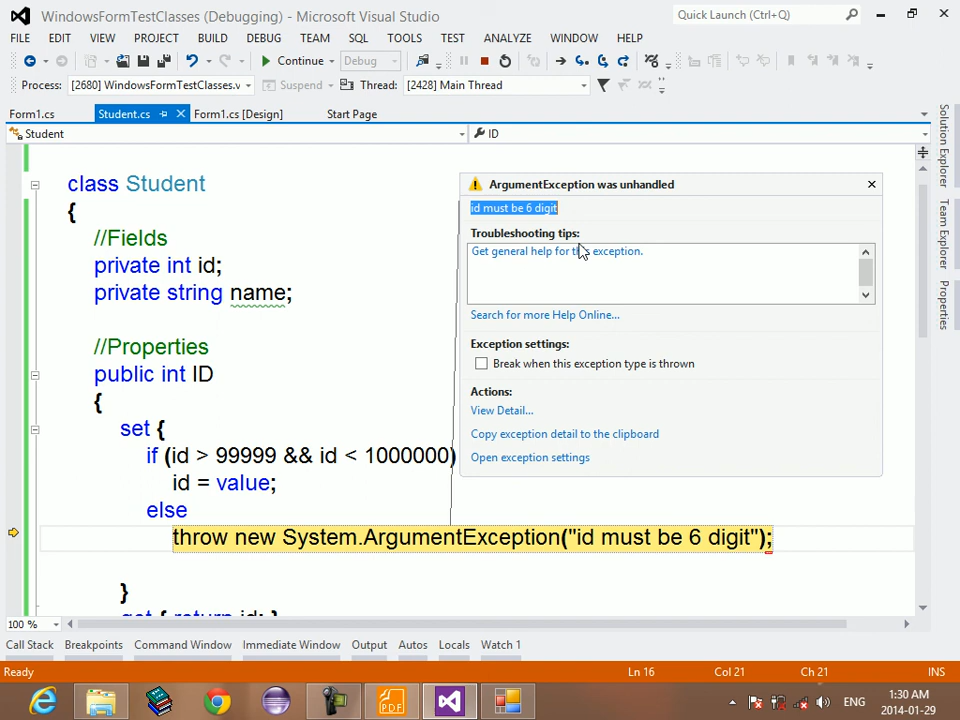 WindowsFormTestClasses (Debugging) - Microsoft Visual Studio
Quick Launch (Ctrl+Q)
FILE EDIT VIEW PROJECT BUILD DEBUG TEAM SQL TOOLS TEST ANALYZE WINDOW HELP
Continue Debug
Process: [2680] WindowsFormTestClasses.v Suspend Thread: [2428] Main Thread
Form1.cs Student.cs Form1.cs [Design] Start Page
Student ID
class Student
{
//Fields
private int id;
private string name;
//Properties
public int ID
{
set {
if (id > 99999 && id < 1000000)
id = value;
else
throw new System.ArgumentException("id must be 6 digit");
}
get { return id; }
ArgumentException was unhandled
id must be 6 digit
Troubleshooting tips:
Get general help for this exception.
Search for more Help Online...
Exception settings:
Break when this exception type is thrown
Actions:
View Detail...
Copy exception detail to the clipboard
Open exception settings
Solution Explorer
Team Explorer
Properties
100 %
Call Stack Breakpoints Command Window Immediate Window Output Autos Locals Watch 1
Ready Ln 16 Col 21 Ch 21 INS
PDF
ENG
1:30 AM
2014-01-29